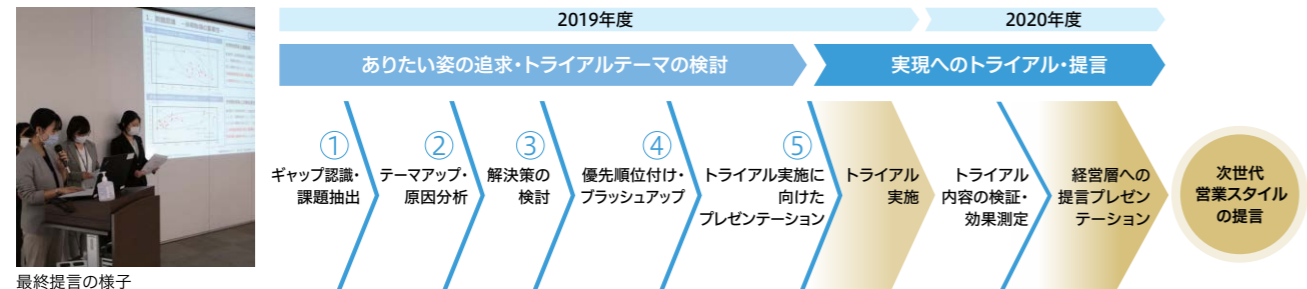 2019年度
2020年度
ありたい姿の追求・トライアルテーマの検討
実現へのトライアル・提言
①
ギャップ認識・
課題抽出
②
テーマアップ・
原因分析
③
解決策の
検討
④
優先順位付け・
ブラッシュアップ
⑤
トライアル実施に
向けた
プレゼンテーション
トライアル
実施
トライアル
内容の検証・
効果測定
経営層への
提言プレゼン
テーション
次世代
営業スタイル
の提言
最終提言の様子